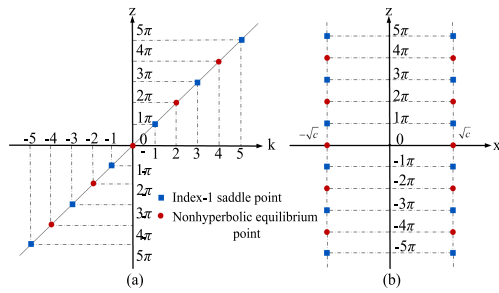 z
5π
4π
3π
2π
1π
-5 -4 -3 -2 -1
0
1 2 3 4 5
k
-
1π
-
2π
-
3π
-
4π
5π
Index-1 saddle point
Nonhyperbolic equilibrium
point
(a)
z
5π
4π
3π
2π
1π
-√c
0
√c
x
-1π
-2π
-3π
-4π
-5π
(b)